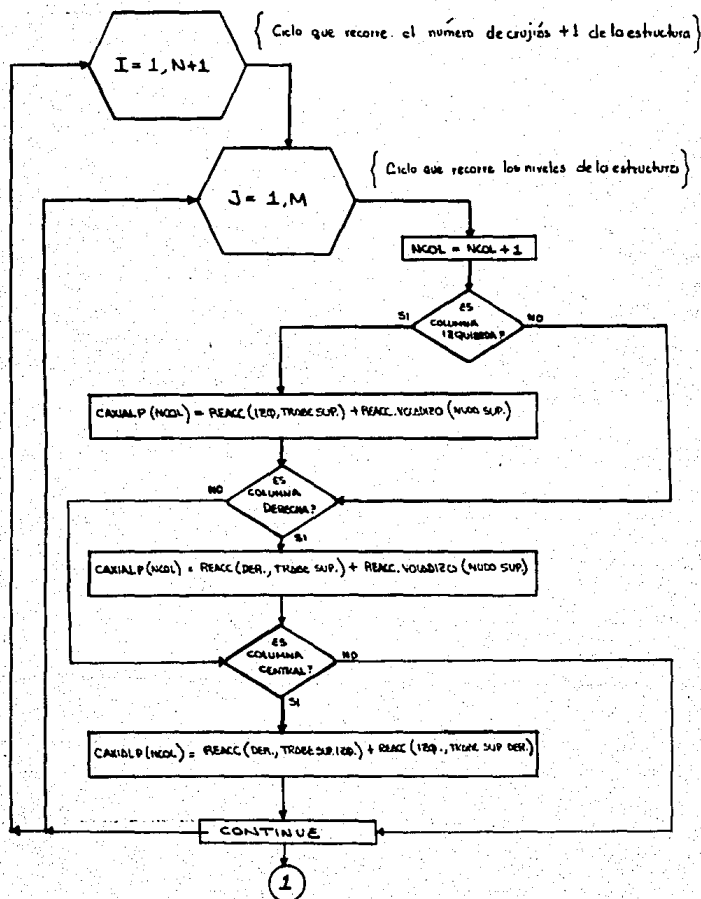 { Ciclo que recorre el número de crujiás +1 de la estructura }
I = 1, N+1
{ Ciclo que recorre los niveles de la estructura }
J = 1, M
NCOL = NCOL + 1
ES
COLUMNA
IZQUIERDA?
SI
NO
CAXIALP (NCOL) = REACC (IZQ, TRABE SUP.) + REACC. VOLADIZO (NUDO SUP.)
ES
COLUMNA
DERECHA?
NO
SI
CAXIALP (NCOL) = REACC (DER., TRABE SUP.) + REACC. VOLADIZO (NUDO SUP)
ES
COLUMNA
CENTRAL?
NO
SI
CAXIALP (NCOL) = REACC (DER., TRABE SUP. IZQ) + REACC (IZQ., TRABE SUP DER)
CONTINUE
1